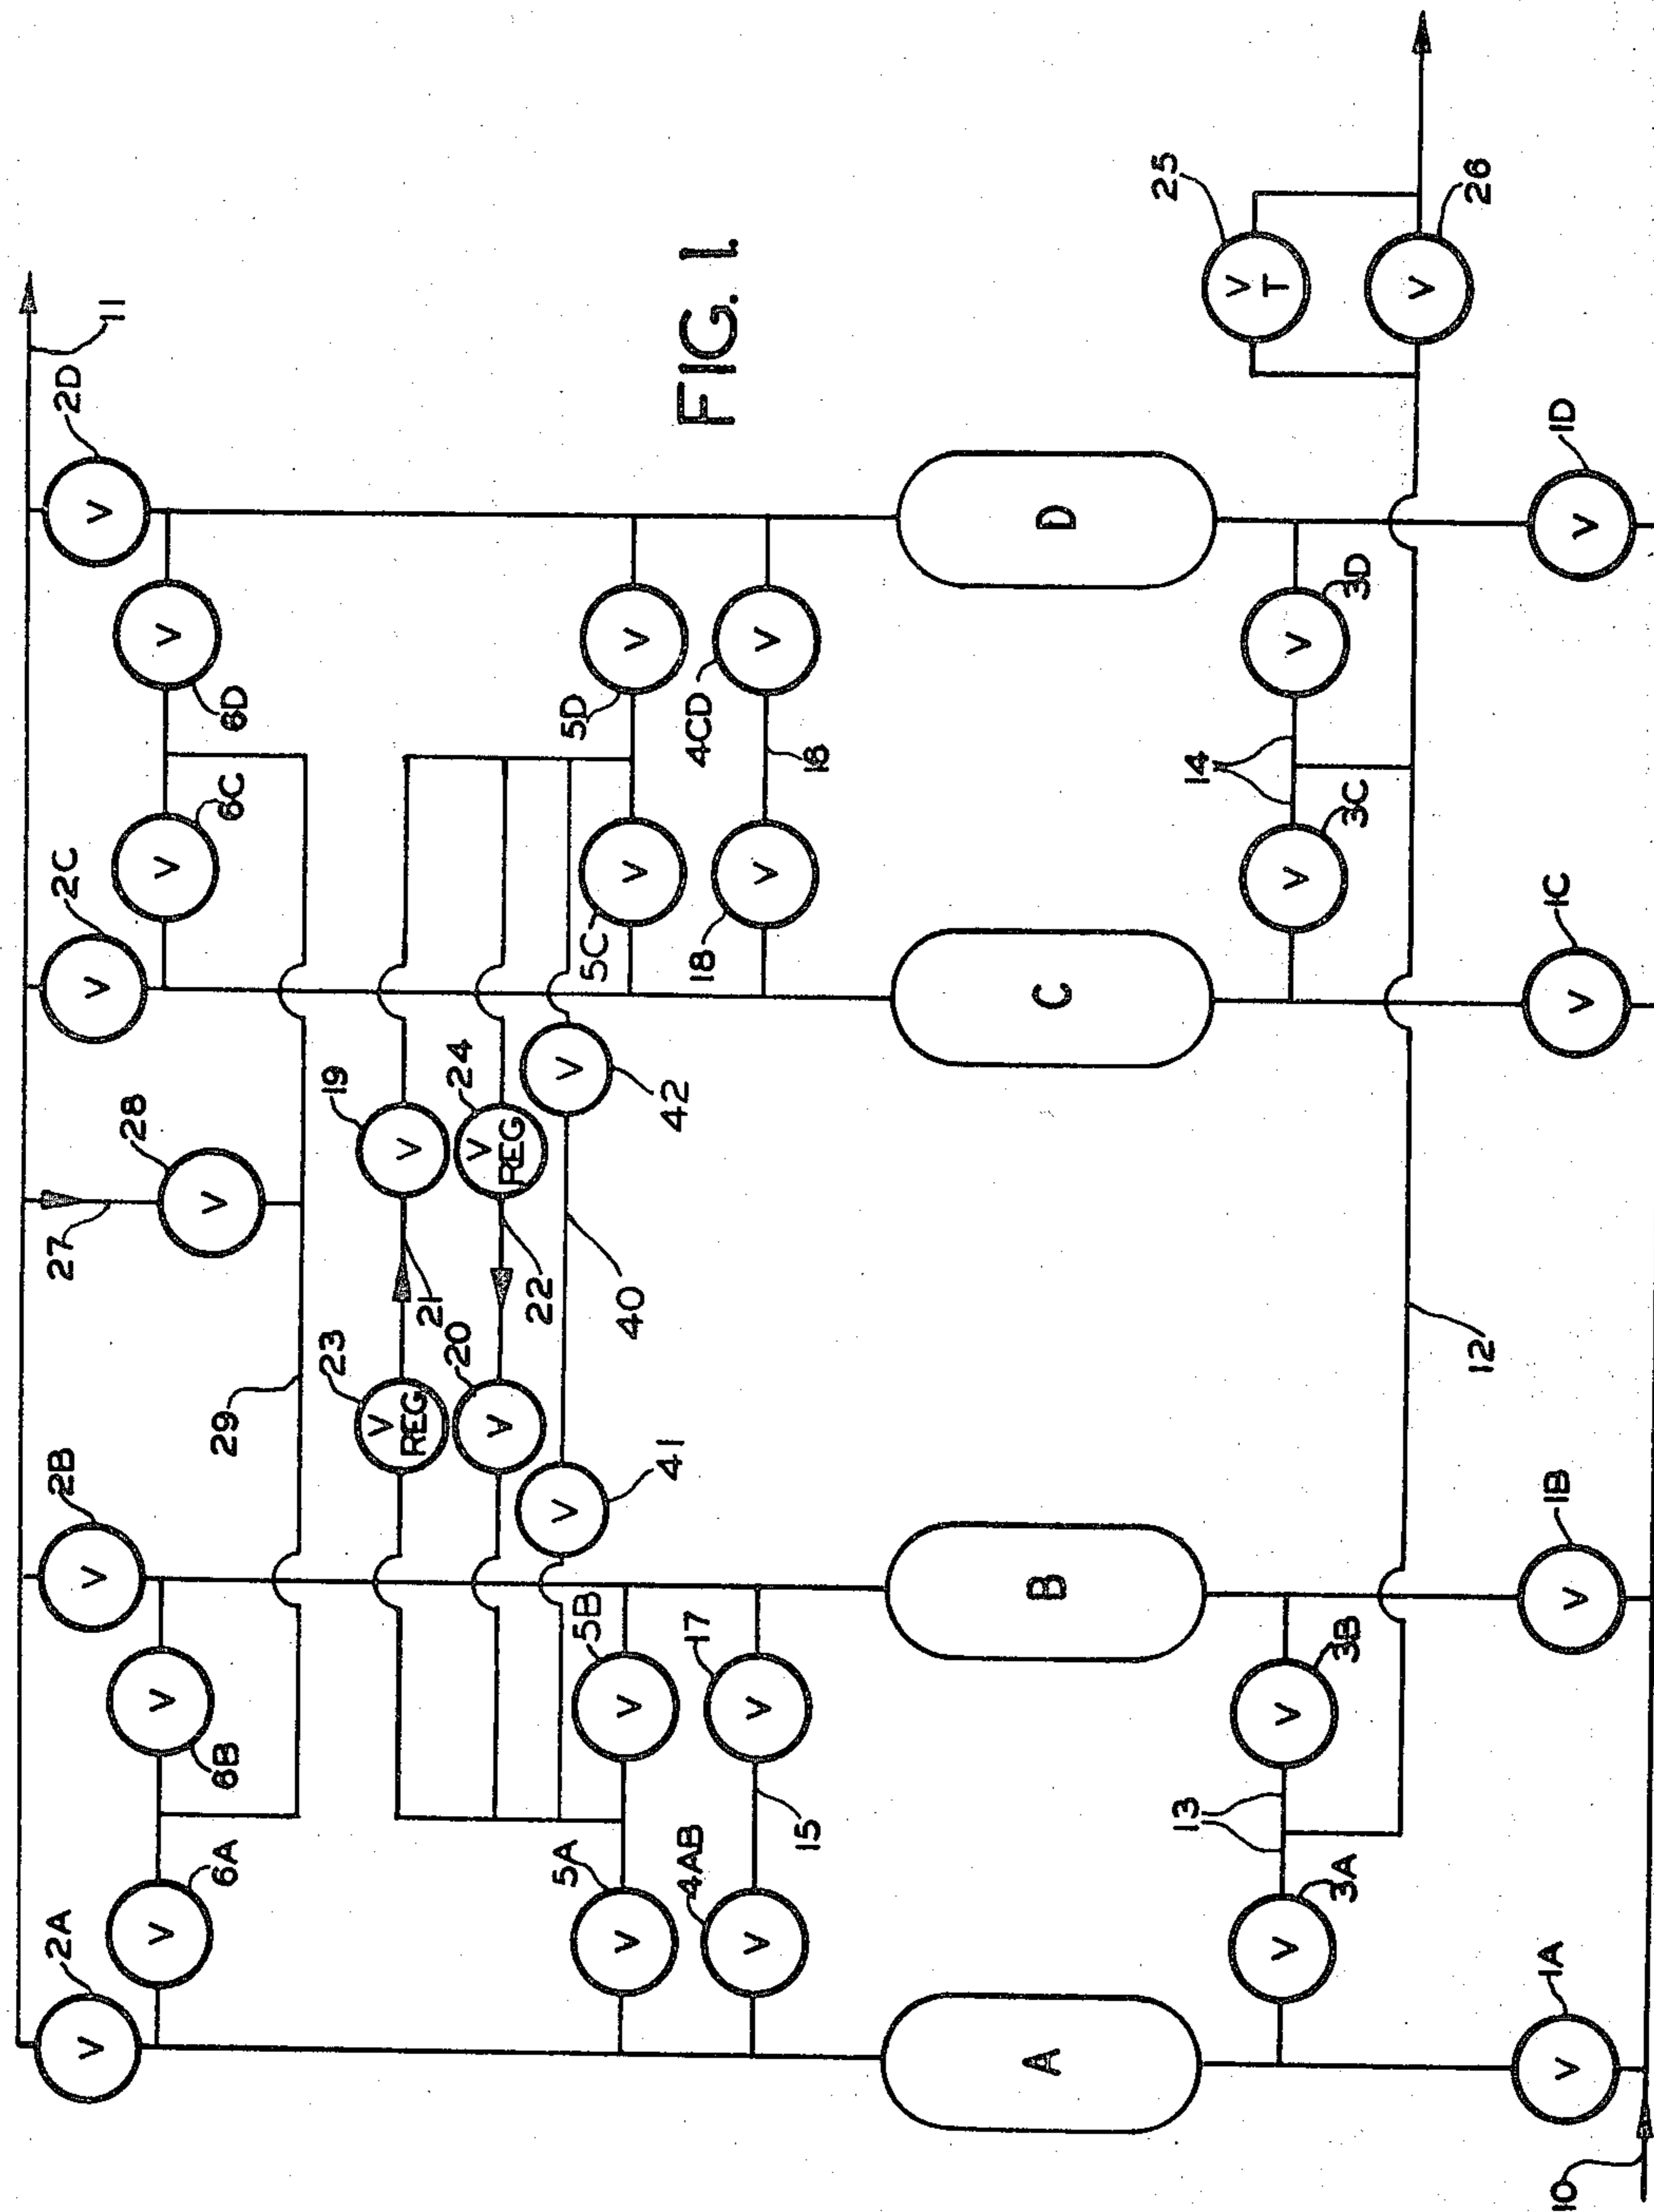 2A
2B
2C
2D
11
V
V
V
V
27
28
V
6A
6B
6C
6D
V
V
V
V
29
23
19
V
REG
V
21
20
24
V
V
REG
22
41
42
V
V
40
5A
5B
5C
5D
V
V
V
V
4AB
17
18
4CD
V
V
V
V
15
18
FIG. 1.
A
B
C
D
13
14
25
V
T
V
V
V
V
3A
3B
3C
3D
V
26
12
1A
1B
1C
1D
V
V
V
V
10